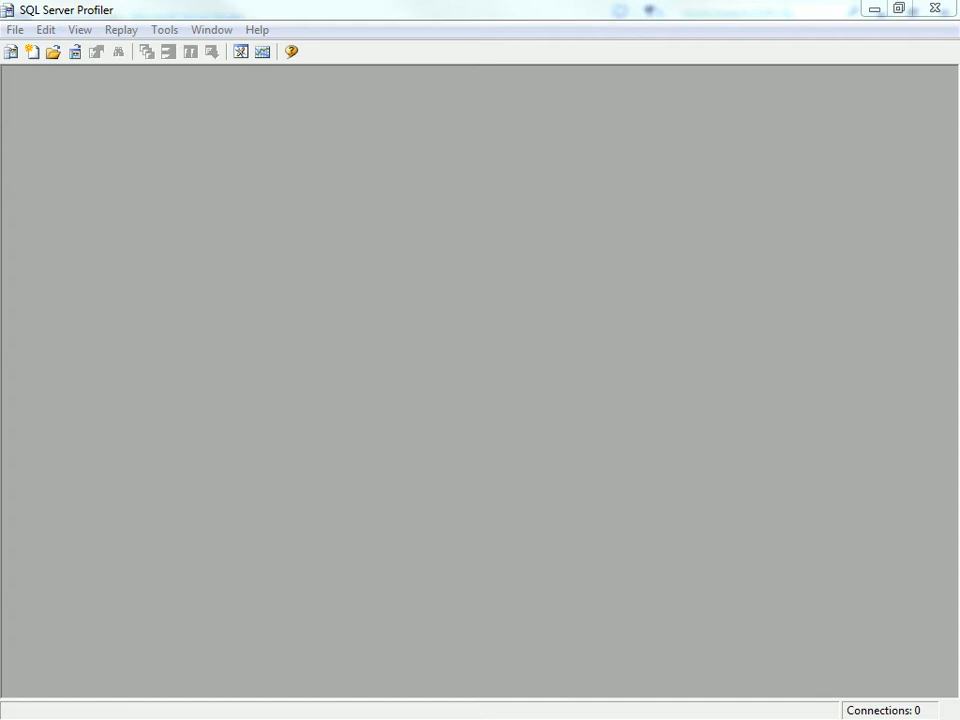 SQL Server Profiler
File Edit View Replay Tools Window Help
Connections: 0